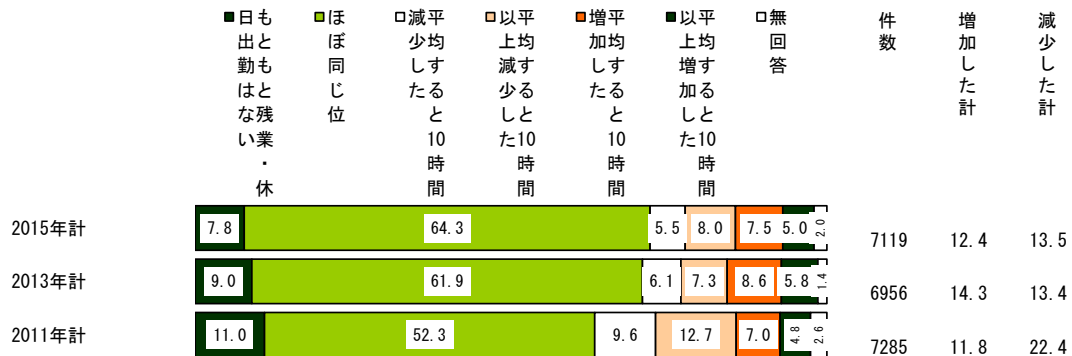 もともと残業・休
日出勤はない
ほぼ同じ位
平均すると10時間
減少した
平均すると10時間
以上減少した
平均すると10時間
増加した
平均すると10時間
以上増加した
無回答
件数
増加した計
減少した計
2015年計 7.8 64.3 5.5 8.0 7.5 5.0 2.0 7119 12.4 13.5
2013年計 9.0 61.9 6.1 7.3 8.6 5.8 1.4 6956 14.3 13.4
2011年計 11.0 52.3 9.6 12.7 7.0 4.8 2.6 7285 11.8 22.4